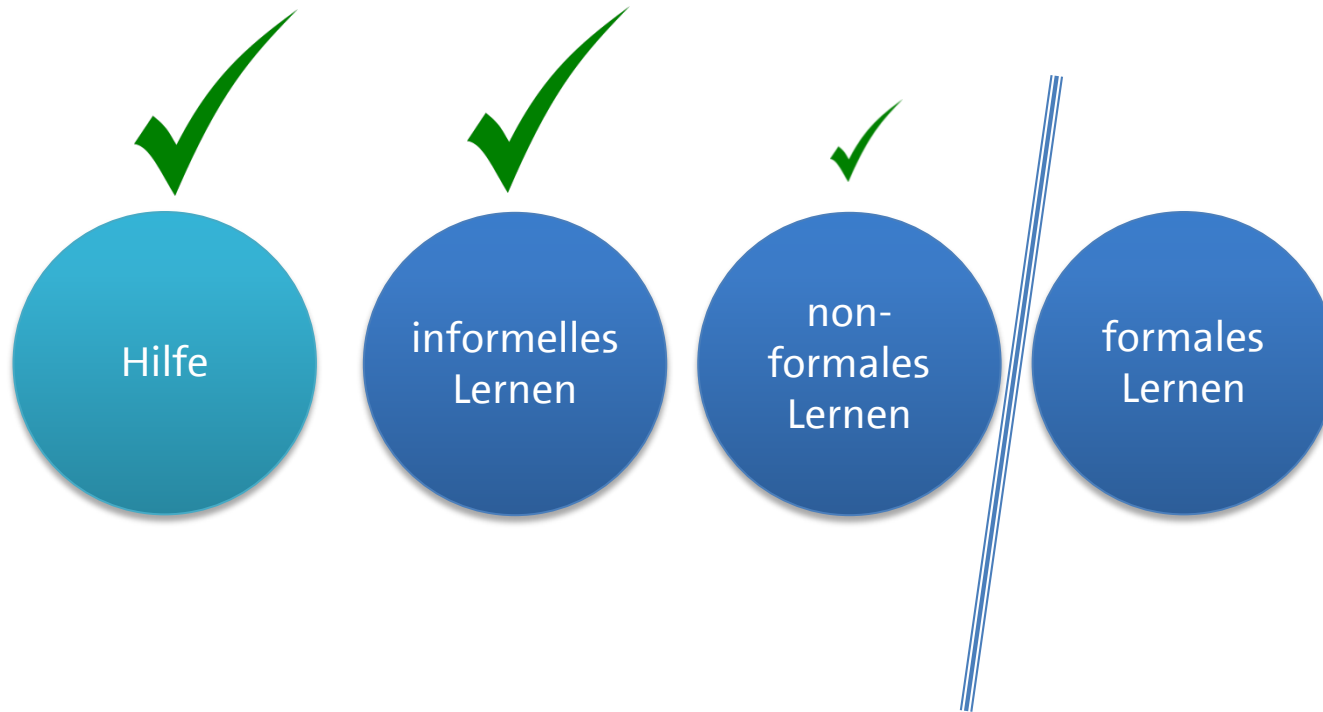 Hilfe
informelles
Lernen
non-
formales
Lernen
formales
Lernen